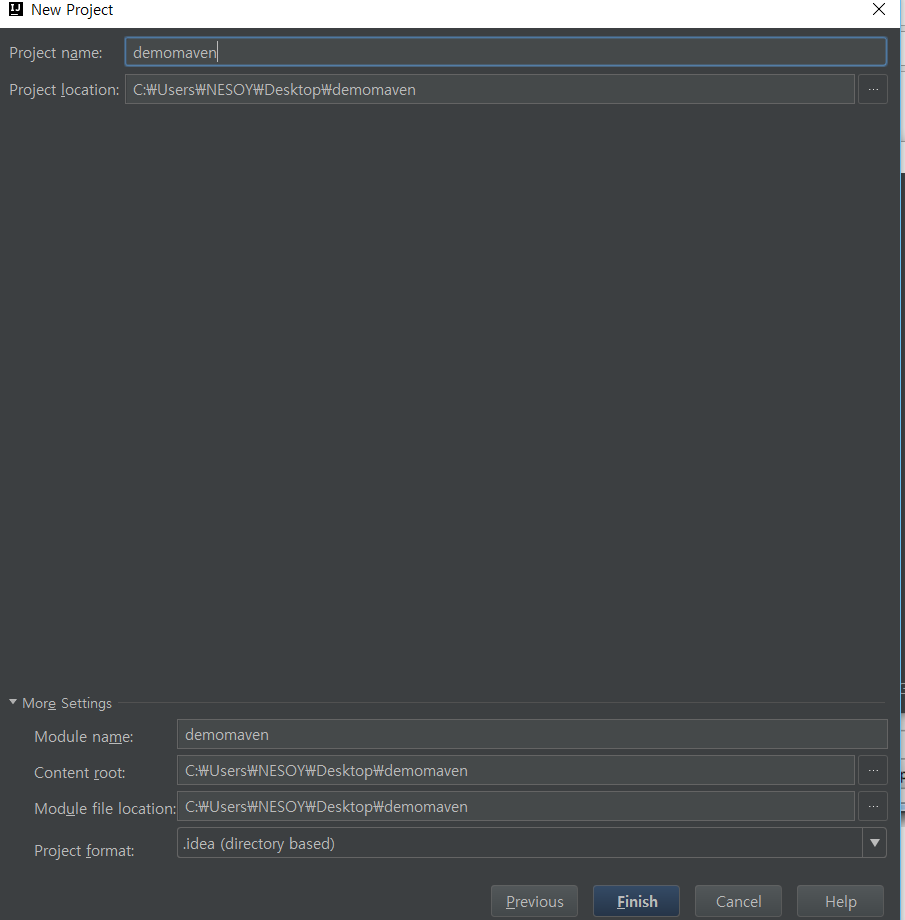 New Project
Project name: demomaven
Project location: C:₩Users₩NESOY₩Desktop₩demomaven ...
More Settings
Module name: demomaven
Content root: C:₩Users₩NESOY₩Desktop₩demomaven ...
Module file location: C:₩Users₩NESOY₩Desktop₩demomaven ...
Project format: .idea (directory based)
Previous Finish Cancel Help